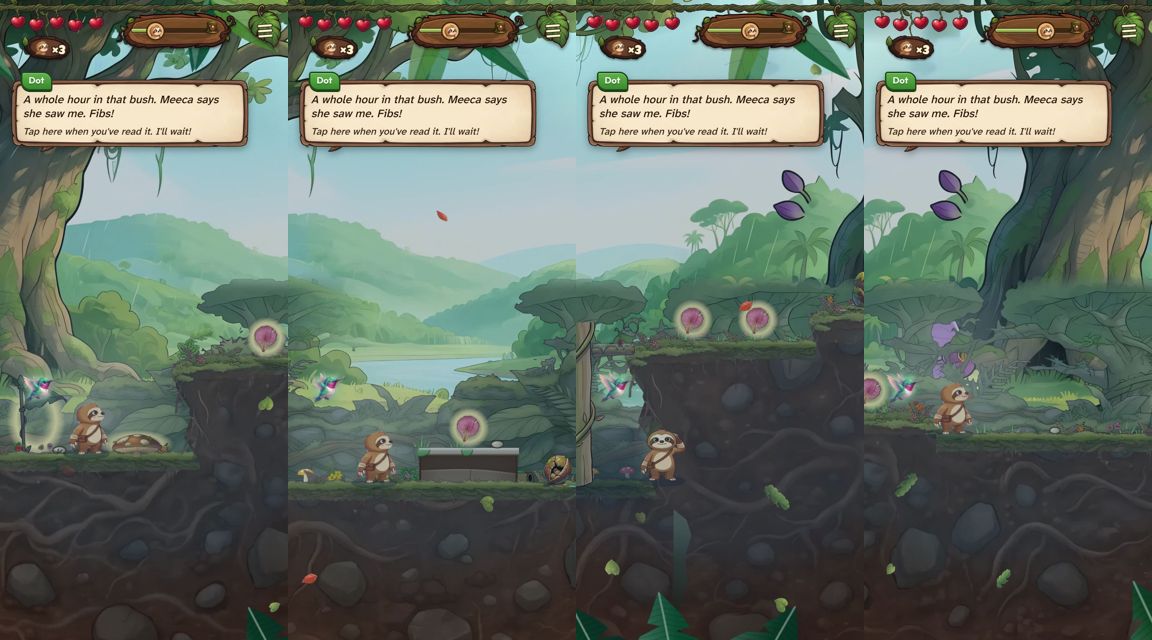 ×3
Dot
A whole hour in that bush. Meeca says
she saw me. Fibs!
Tap here when you've read it. I'll wait!
×3
Dot
A whole hour in that bush. Meeca says
she saw me. Fibs!
Tap here when you've read it. I'll wait!
×3
Dot
A whole hour in that bush. Meeca says
she saw me. Fibs!
Tap here when you've read it. I'll wait!
×3
Dot
A whole hour in that bush. Meeca says
she saw me. Fibs!
Tap here when you've read it. I'll wait!